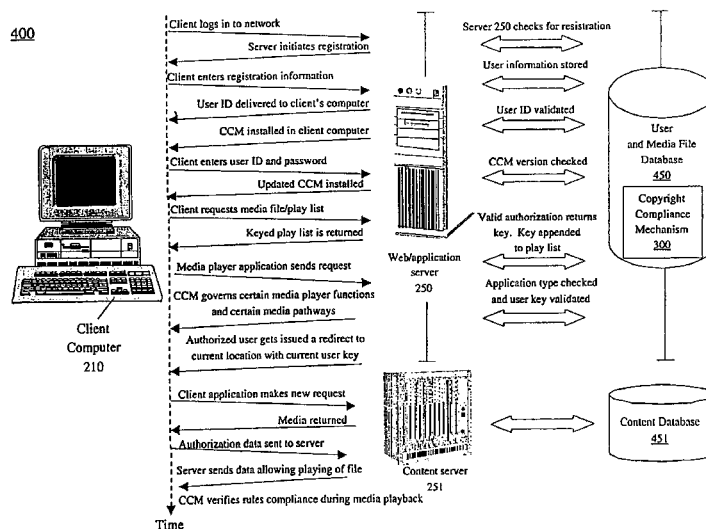 400
Client logs in to network
Server initiates registration
Client enters registration information
User ID delivered to client's computer
CCM installed in client computer
Client enters user ID and password
Updated CCM installed
Client requests media file/play list
Keyed play list is returned
Media player application sends request
CCM governs certain media player functions
and certain media pathways
Authorized user gets issued a redirect to
current location with current user key
Client application makes new request
Media returned
Authorization data sent to server
Server sends data allowing playing of file
CCM verifies rules compliance during media playback
Time
Client
Computer
210
Web/application
server
250
Content server
251
Server 250 checks for resistration
User information stored
User ID validated
CCM version checked
Valid authorization returns
key. Key appended
to play list
Application type checked
and user key validated
User
and Media File
Database
450
Copyright
Compliance
Mechanism
300
Content Database
451